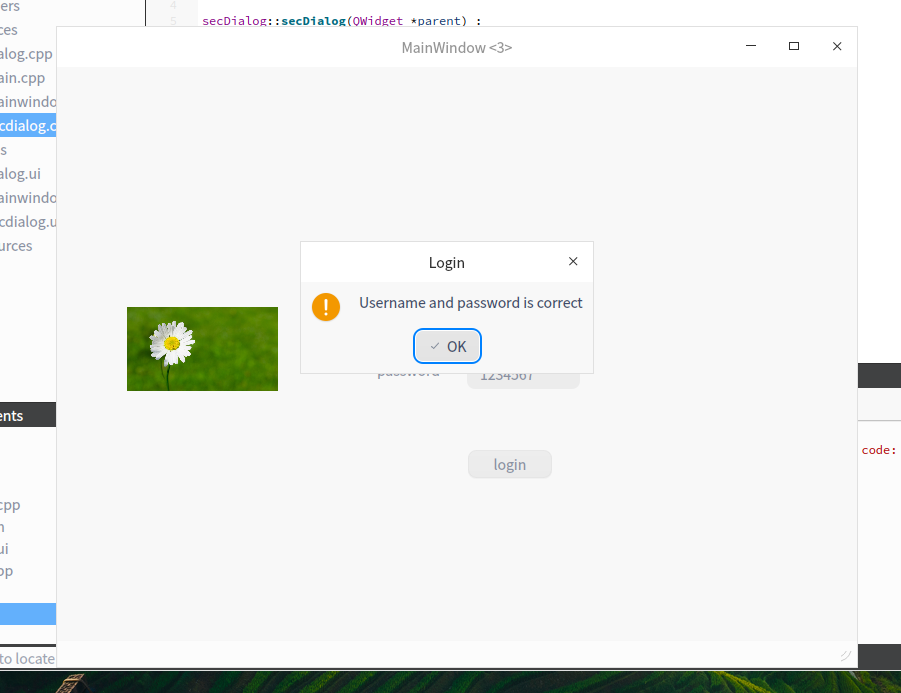 ers
4
5
secDialog::secDialog(QWidget *parent) :
ces
MainWindow <3>
alog.cpp
ain.cpp
ainwindo
cdialog.c
s
alog.ui
ainwindo
cdialog.u
urces
Login
Username and password is correct
OK
password
1234567
ents
code:
login
cpp
n
ui
pp
to locate